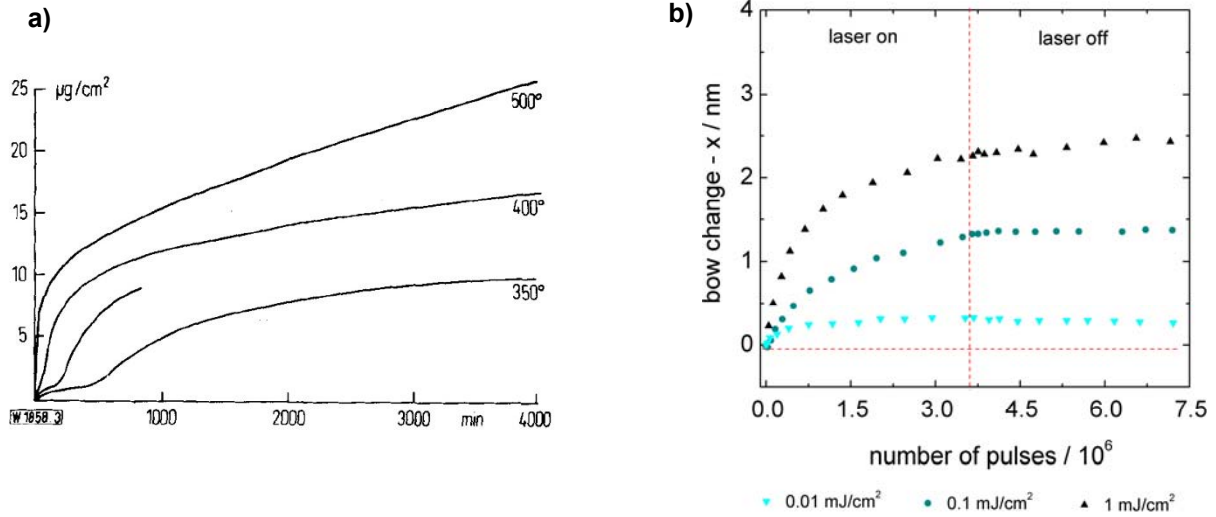 a)
µg/cm²
25
20
15
10
5
500°
400°
350°
W 1858.3
1000
2000
3000
min
4000
b)
4
3
2
1
0
bow change - x / nm
laser on
laser off
0.0
1.5
3.0
4.5
6.0
7.5
number of pulses / 10⁶
0.01 mJ/cm²
0.1 mJ/cm²
1 mJ/cm²